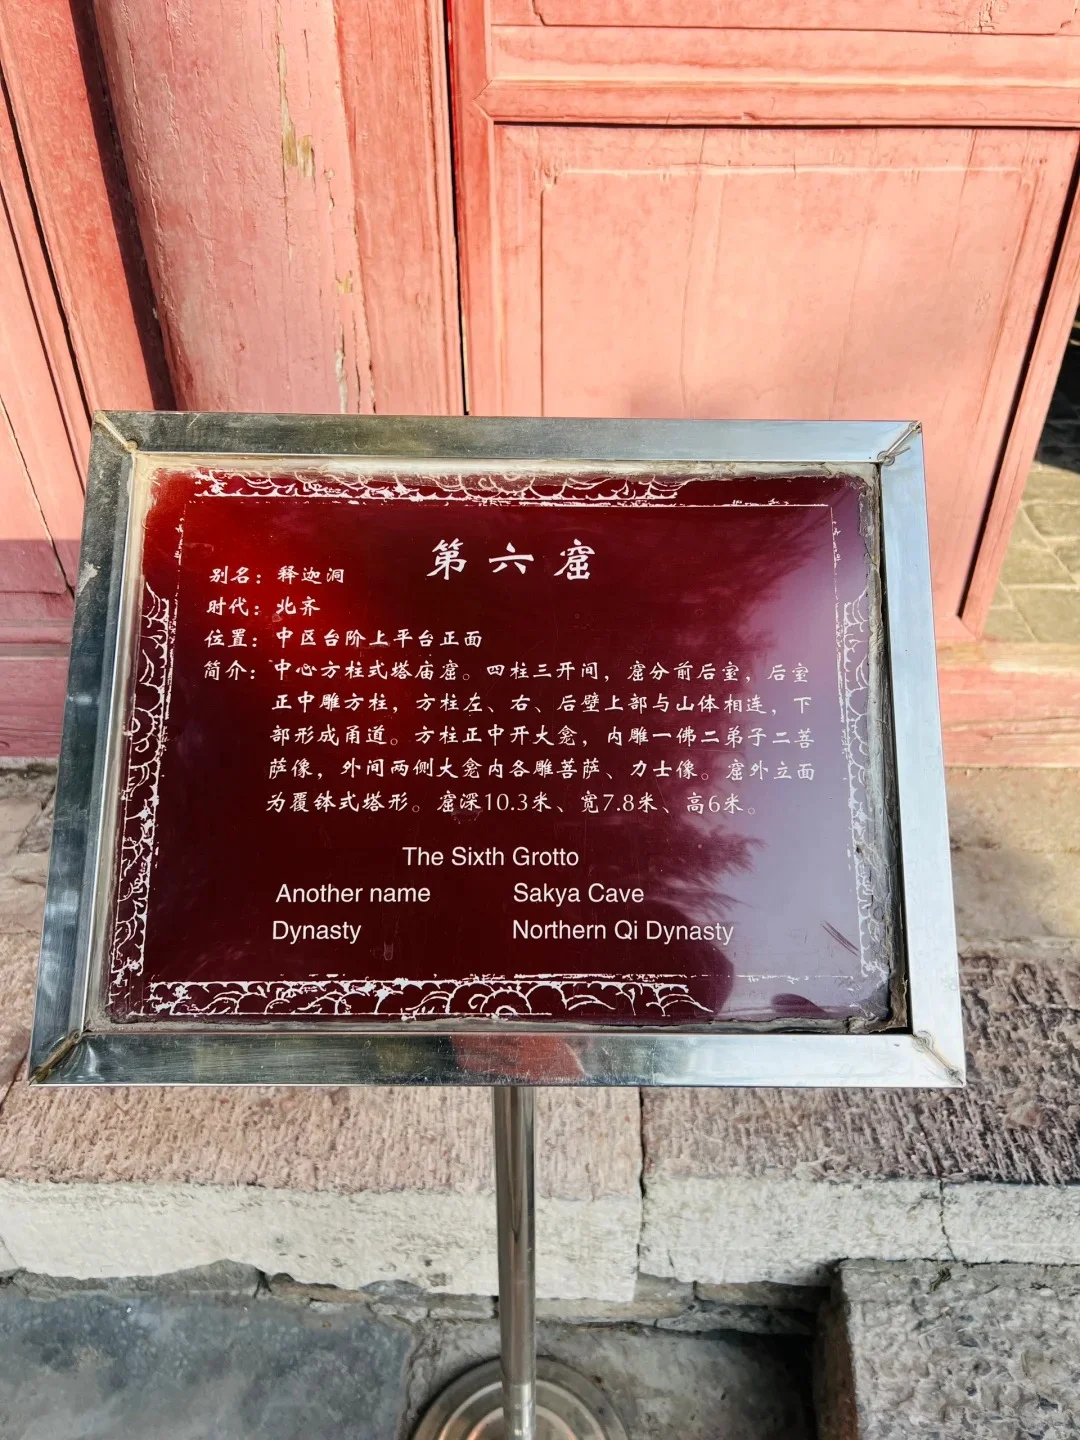 第六窟
别名：释迦洞
时代：北齐
位置：中区台阶上平台正面
简介：中心方柱式塔庙窟。四柱三开间，窟分前后室，后室
正中雕方柱，方柱左、右、后壁上部与山体相连，下
部形成甬道。方柱正中开大龛，内雕一佛二弟子二菩
萨像，外间两侧大龛内各雕菩萨、力士像。窟外立面
为覆钵式塔形。窟深10.3米、宽7.8米、高6米。
The Sixth Grotto
Another name Sakya Cave
Dynasty Northern Qi Dynasty